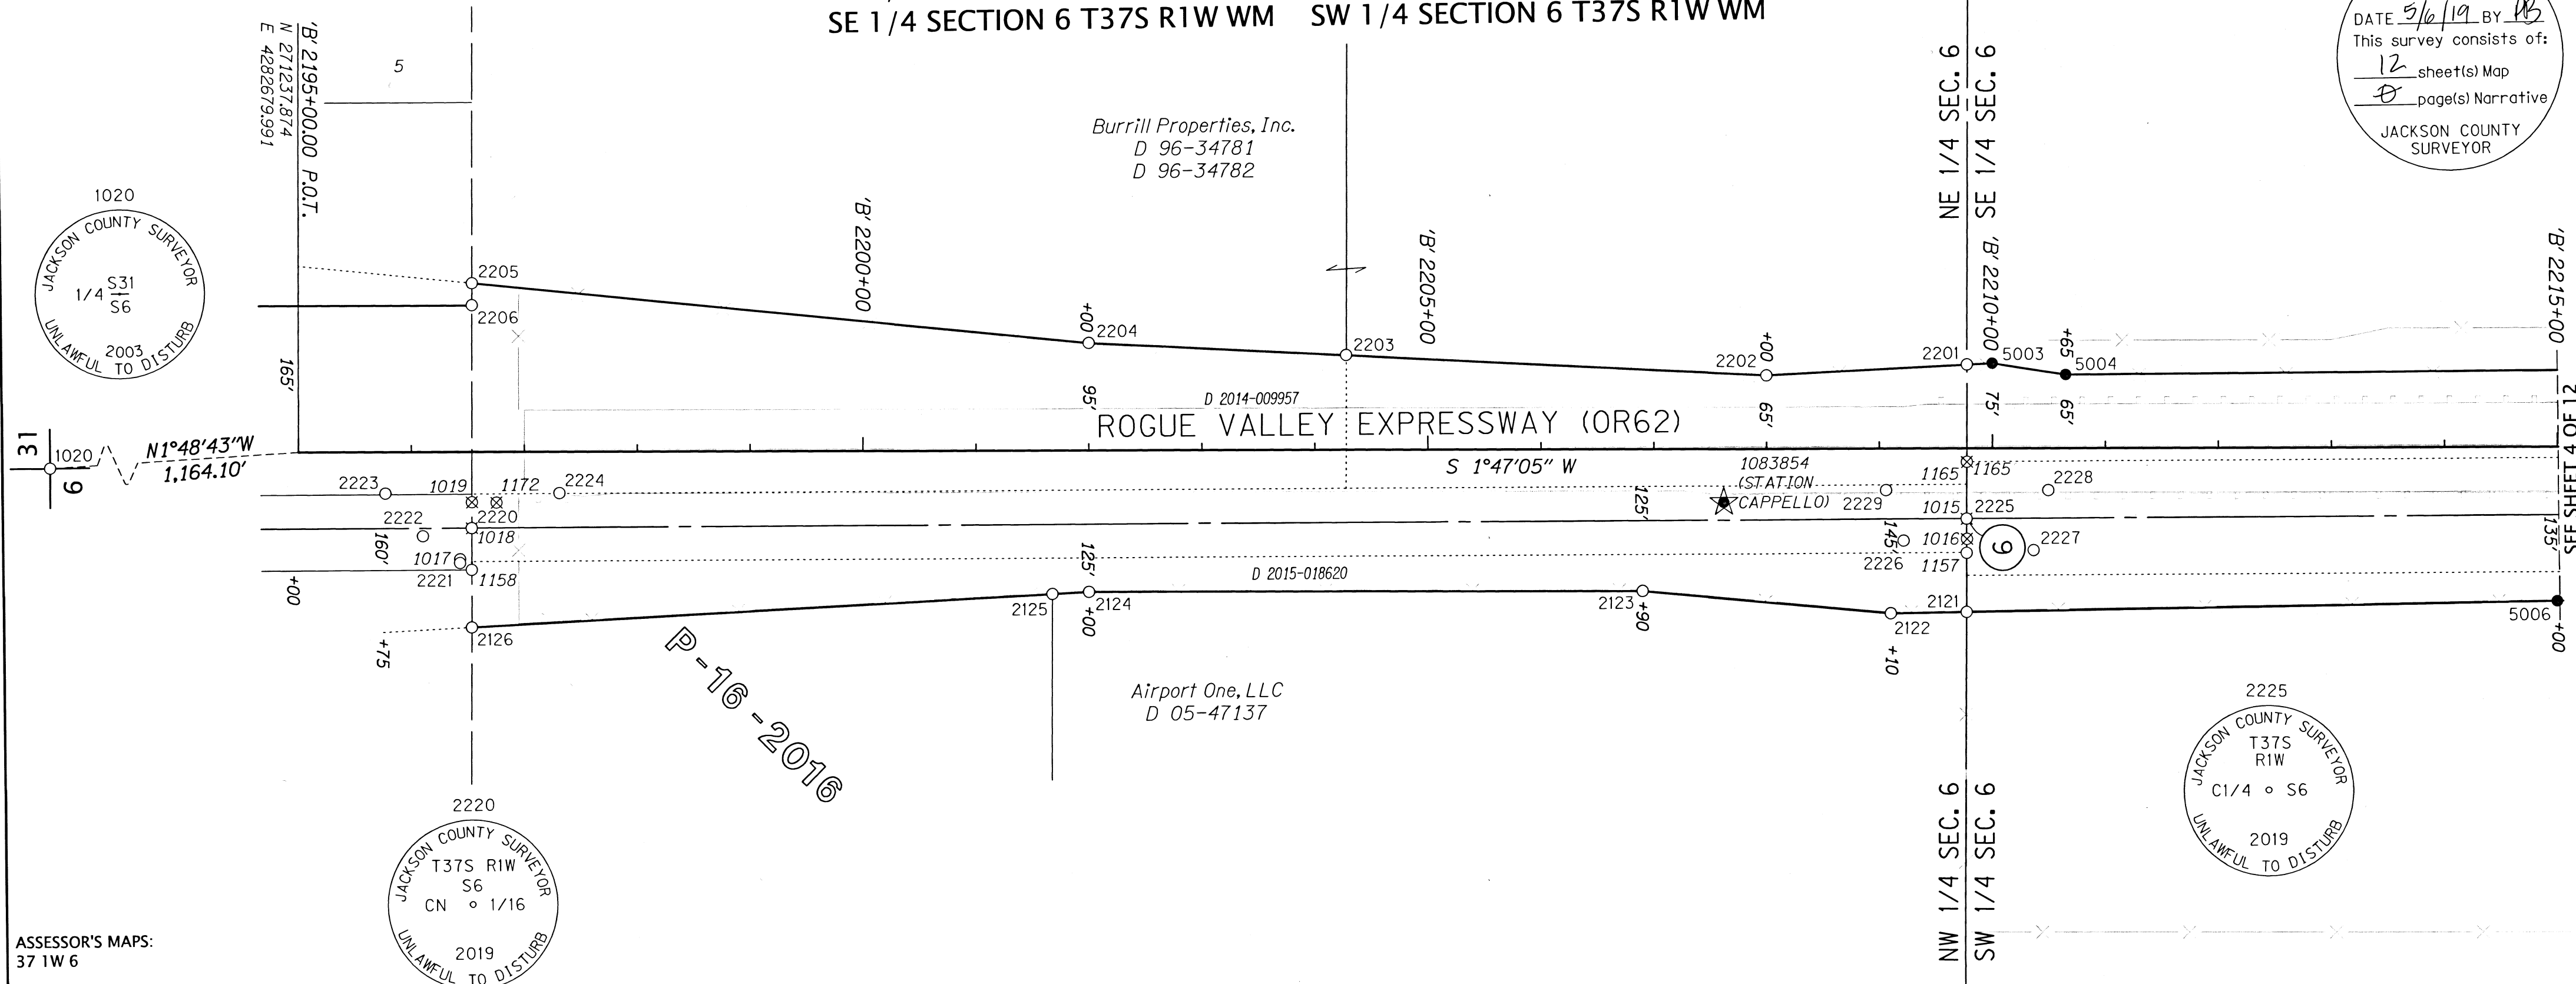 SE 1/4 SECTION 6 T37S R1W WM SW 1/4 SECTION 6 T37S R1W WM
DATE 5/6/19 BY
This survey consists of:
12 sheet(s) Map
0 page(s) Narrative
JACKSON COUNTY
SURVEYOR
'B' 2195+00.00 P.O.T.
N 271237.874
E 4282679.991
5
Burrill Properties, Inc.
D 96-34781
D 96-34782
NE 1/4 SEC. 6
SE 1/4 SEC. 6
1020
JACKSON COUNTY SURVEYOR
1/4 S31
S6
2003
UNLAWFUL TO DISTURB
'B' 2200+00
'B' 2205+00
'B' 2210+00
'B' 2215+00
2205
2206
+00
2204
2203
2202
+00
2201
5003
+65
5004
165'
95'
65'
75'
65'
D 2014-009957
ROGUE VALLEY EXPRESSWAY (OR62)
SEE SHEET 4 OF 12
31
6
1020
N1°48'43"W
1,164.10'
S 1°47'05" W
1083854
(STATION
CAPPELLO)
2223
1019
1172
2224
2229
1165
1165
2228
2222
2220
1018
125'
1015
2225
160'
1017
2221
1158
145'
1016
2226
1157
9
2227
135'
+00
125'
D 2015-018620
2125
2124
+00
2123
+90
2121
2122
+10
5006
+00
2126
+75
P-16-2016
Airport One, LLC
D 05-47137
2225
JACKSON COUNTY SURVEYOR
T37S
R1W
C1/4 S6
2019
UNLAWFUL TO DISTURB
2220
JACKSON COUNTY SURVEYOR
T37S R1W
S6
CN 1/16
2019
UNLAWFUL TO DISTURB
NW 1/4 SEC. 6
SW 1/4 SEC. 6
ASSESSOR'S MAPS:
37 1W 6